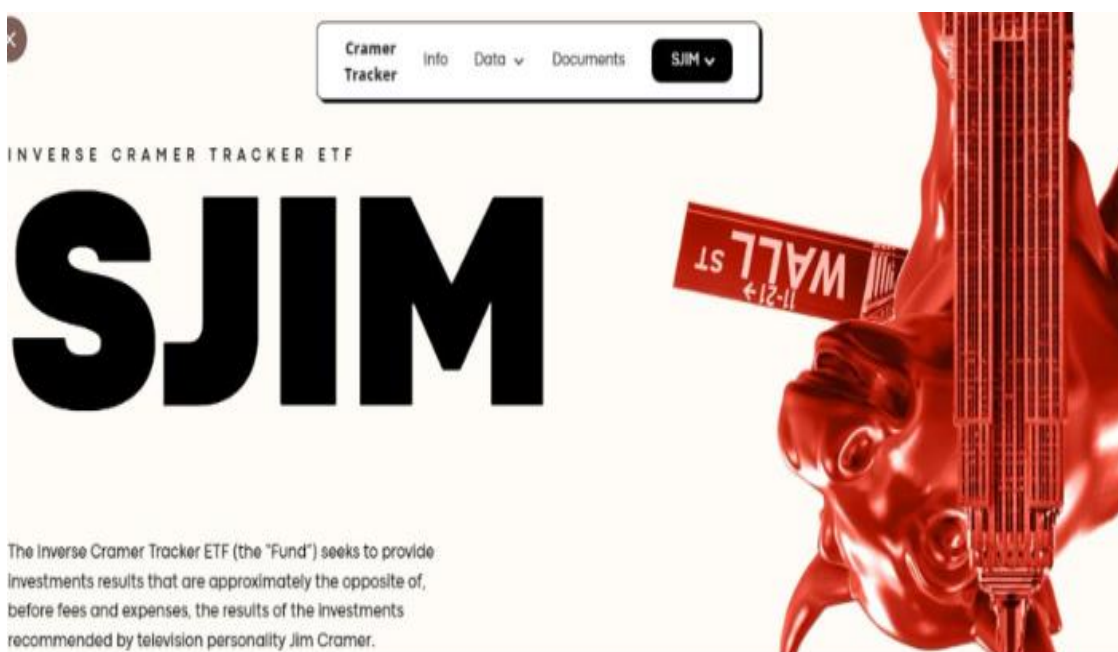 Cramer
Tracker
Info
Data
Documents
SJIM
INVERSE CRAMER TRACKER ETF
SJIM
WALL ST
11-21→
The Inverse Cramer Tracker ETF (the "Fund") seeks to provide
investments results that are approximately the opposite of,
before fees and expenses, the results of the investments
recommended by television personality Jim Cramer.